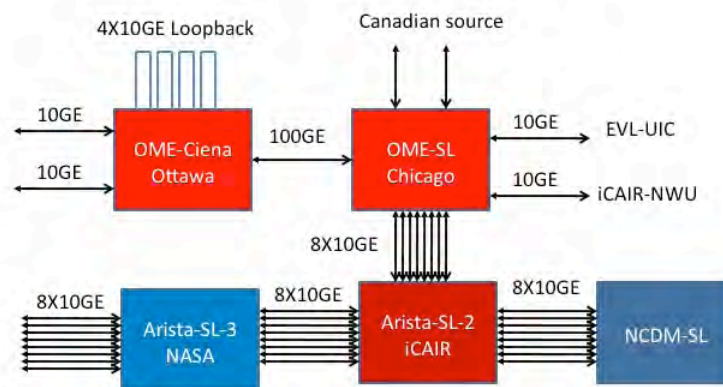 4X10GE Loopback
Canadian source
10GE
OME-Ciena
Ottawa
10GE
100GE
OME-SL
Chicago
10GE
EVL-UIC
10GE
iCAIR-NWU
8X10GE
8X10GE
Arista-SL-3
NASA
8X10GE
Arista-SL-2
iCAIR
8X10GE
NCDM-SL